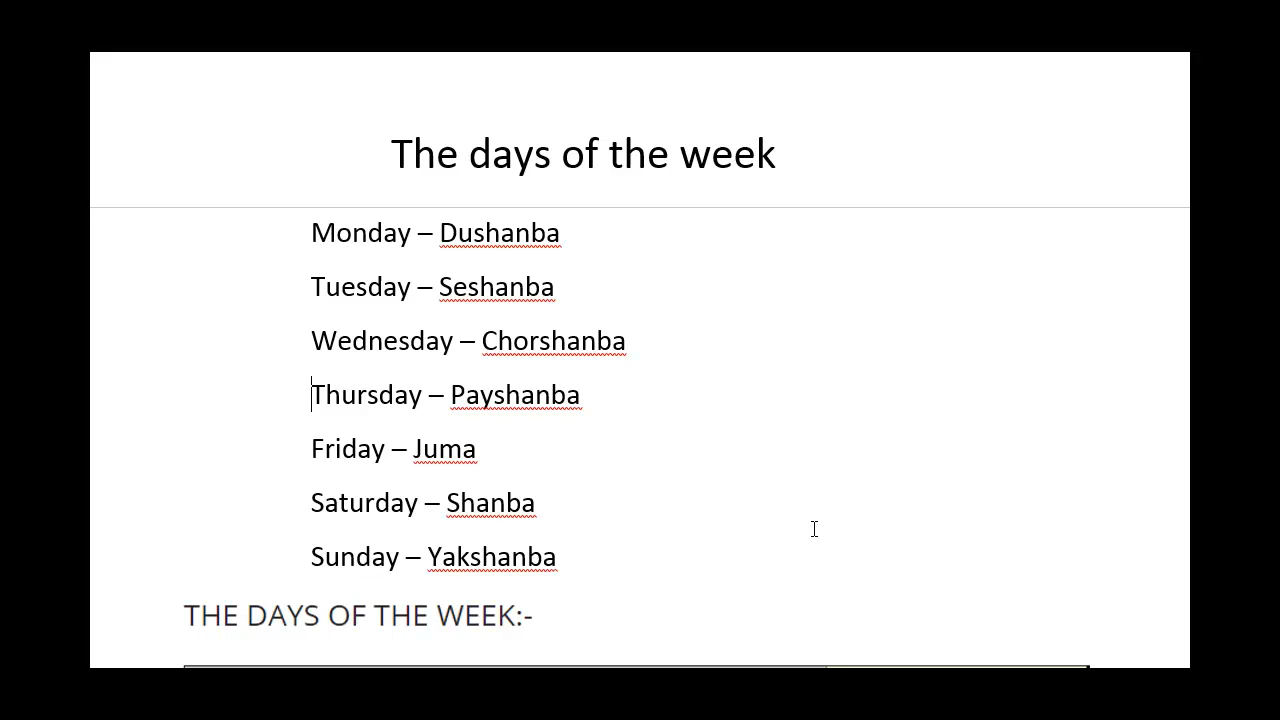 The days of the week
Monday – Dushanba
Tuesday – Seshanba
Wednesday – Chorshanba
Thursday – Payshanba
Friday – Juma
Saturday – Shanba
Sunday – Yakshanba
THE DAYS OF THE WEEK:-